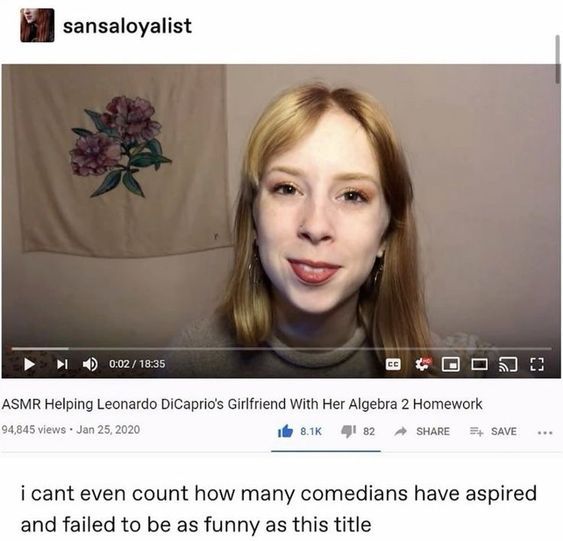 sansaloyalist
0:02 / 18:35
CC
HD
ASMR Helping Leonardo DiCaprio's Girlfriend With Her Algebra 2 Homework
94,845 views • Jan 25, 2020
8.1K
82
SHARE
SAVE
i cant even count how many comedians have aspired
and failed to be as funny as this title